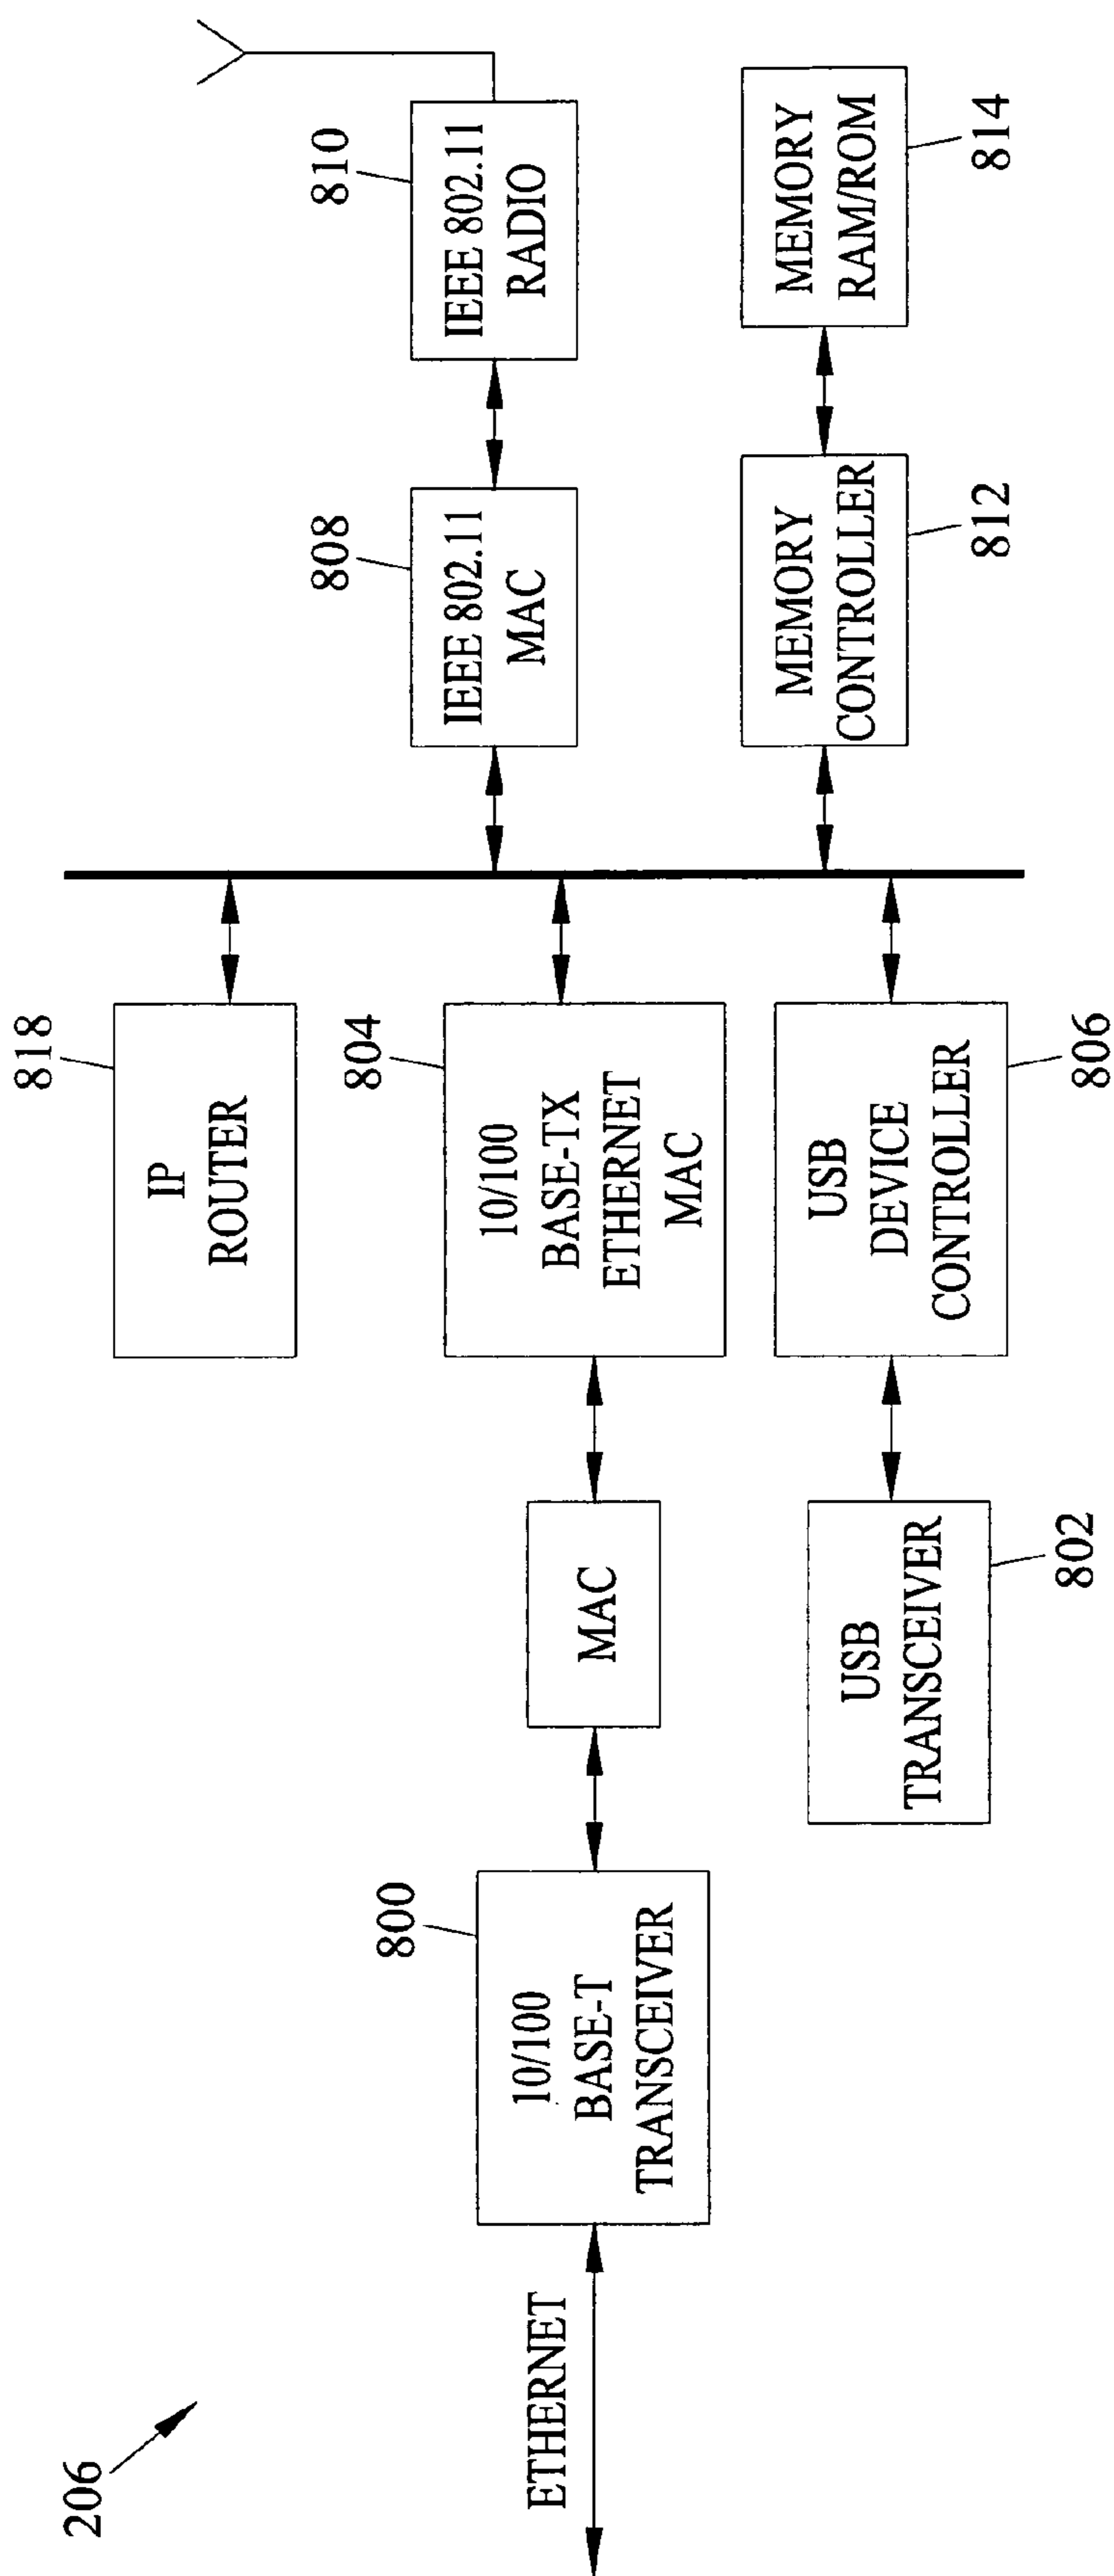 206
ETHERNET
800
10/100
BASE-T
TRANSCEIVER
MAC
818
IP
ROUTER
804
10/100
BASE-TX
ETHERNET
MAC
USB
TRANSCEIVER
802
USB
DEVICE
CONTROLLER
806
808
IEEE 802.11
MAC
810
IEEE 802.11
RADIO
MEMORY
CONTROLLER
812
MEMORY
RAM/ROM
814